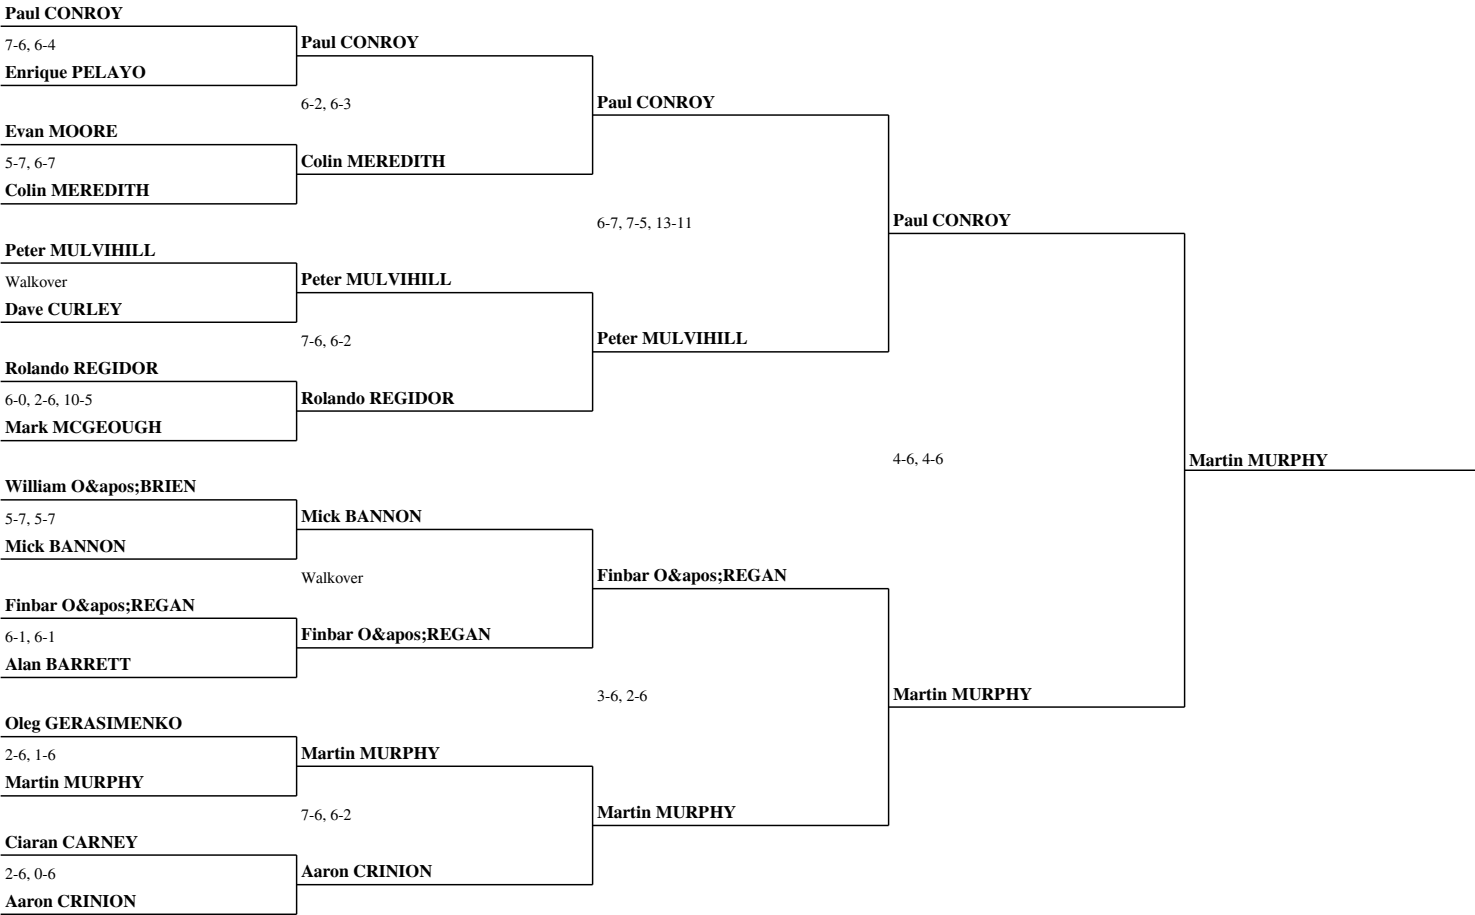 Paul CONROY
7-6, 6-4
Enrique PELAYO
Evan MOORE
5-7, 6-7
Colin MEREDITH
Peter MULVIHILL
Walkover
Dave CURLEY
Rolando REGIDOR
6-0, 2-6, 10-5
Mark MCGEOUGH
William O&apos;BRIEN
5-7, 5-7
Mick BANNON
Finbar O&apos;REGAN
6-1, 6-1
Alan BARRETT
Oleg GERASIMENKO
2-6, 1-6
Martin MURPHY
Ciaran CARNEY
2-6, 0-6
Aaron CRINION
Paul CONROY
6-2, 6-3
Colin MEREDITH
Peter MULVIHILL
7-6, 6-2
Rolando REGIDOR
Mick BANNON
Walkover
Finbar O&apos;REGAN
Martin MURPHY
7-6, 6-2
Aaron CRINION
Paul CONROY
6-7, 7-5, 13-11
Peter MULVIHILL
Finbar O&apos;REGAN
3-6, 2-6
Martin MURPHY
Paul CONROY
4-6, 4-6
Martin MURPHY
Martin MURPHY